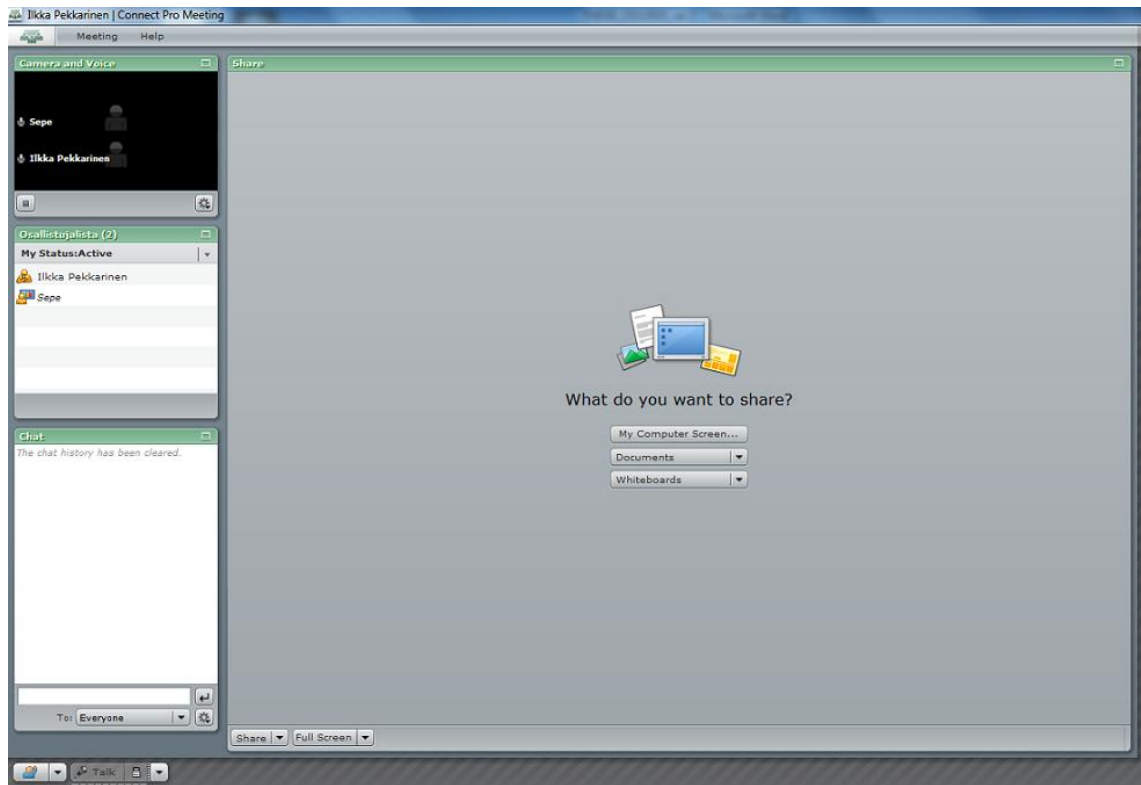 Ilkka Pekkarinen | Connect Pro Meeting
Meeting Help
Camera and Voice
Sepe
Ilkka Pekkarinen
Osallistujalista (2)
My Status:Active
Ilkka Pekkarinen
Sepe
Chat
The chat history has been cleared.
To: Everyone
Share
What do you want to share?
My Computer Screen...
Documents
Whiteboards
Share Full Screen
Talk